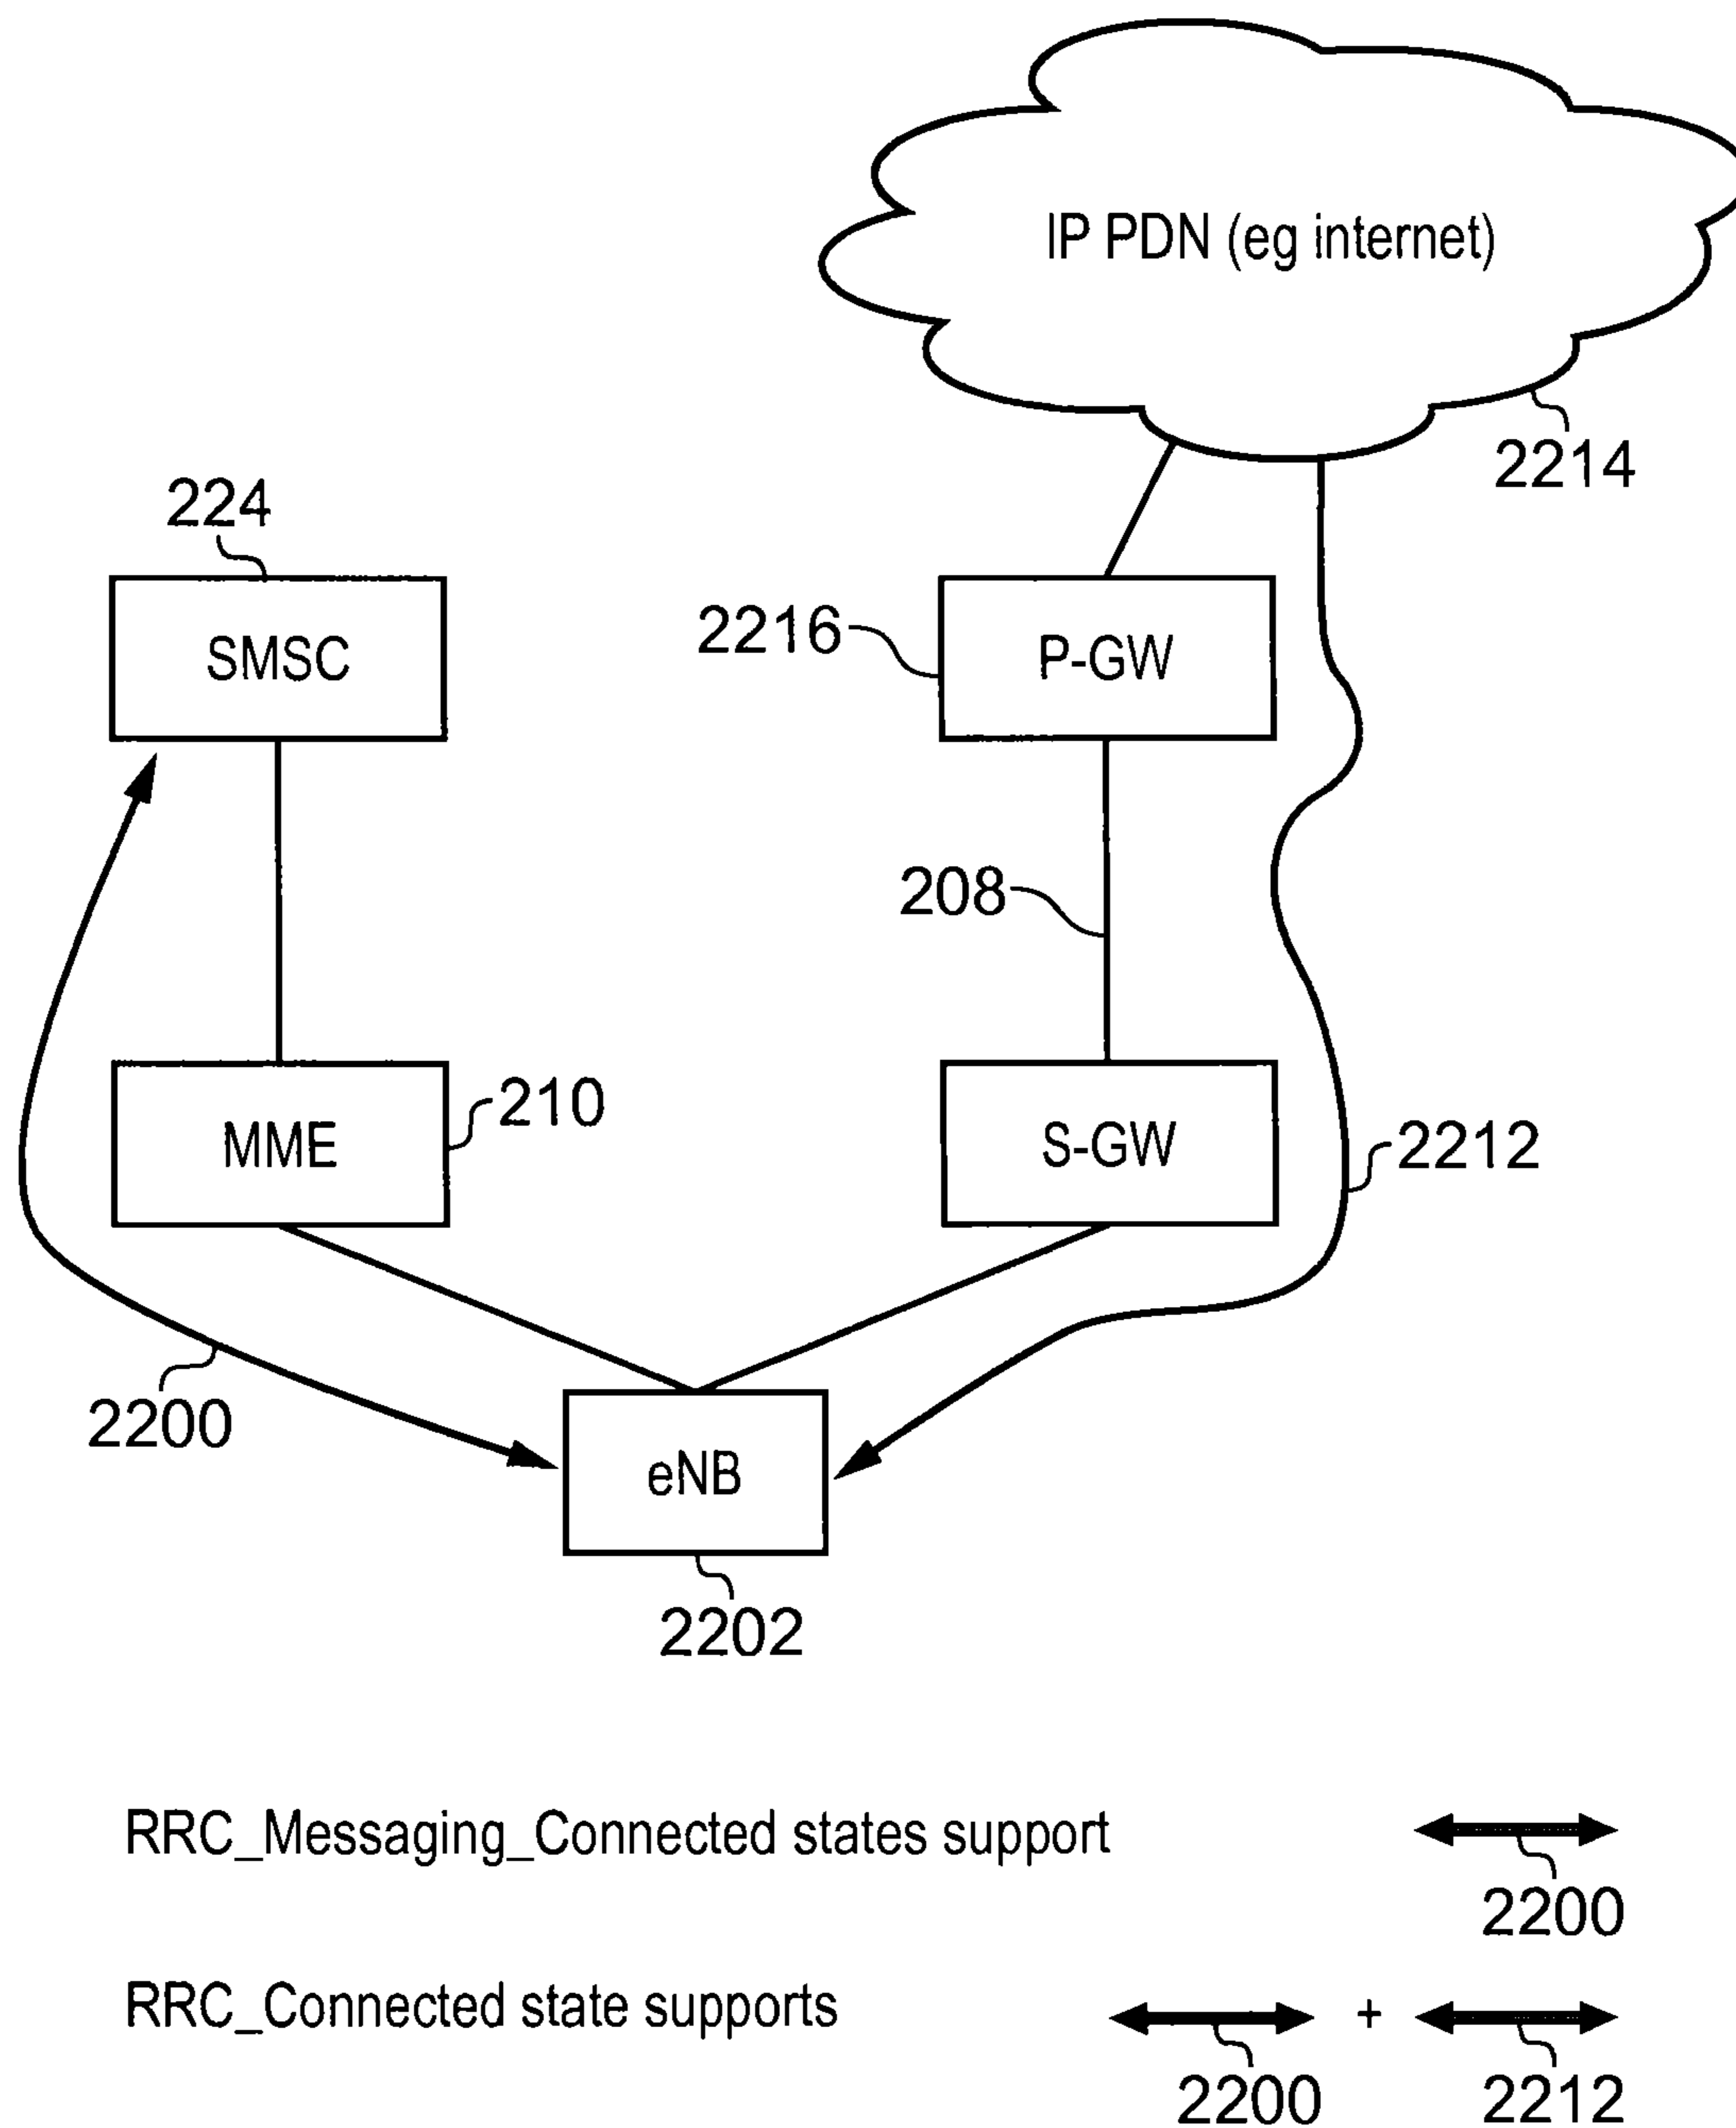 IP PDN (eg internet)
2214
224
SMSC
2216
P-GW
208
MME
210
S-GW
2212
2200
eNB
2202
RRC_Messaging_Connected states support
2200
RRC_Connected state supports
+
2200
2212